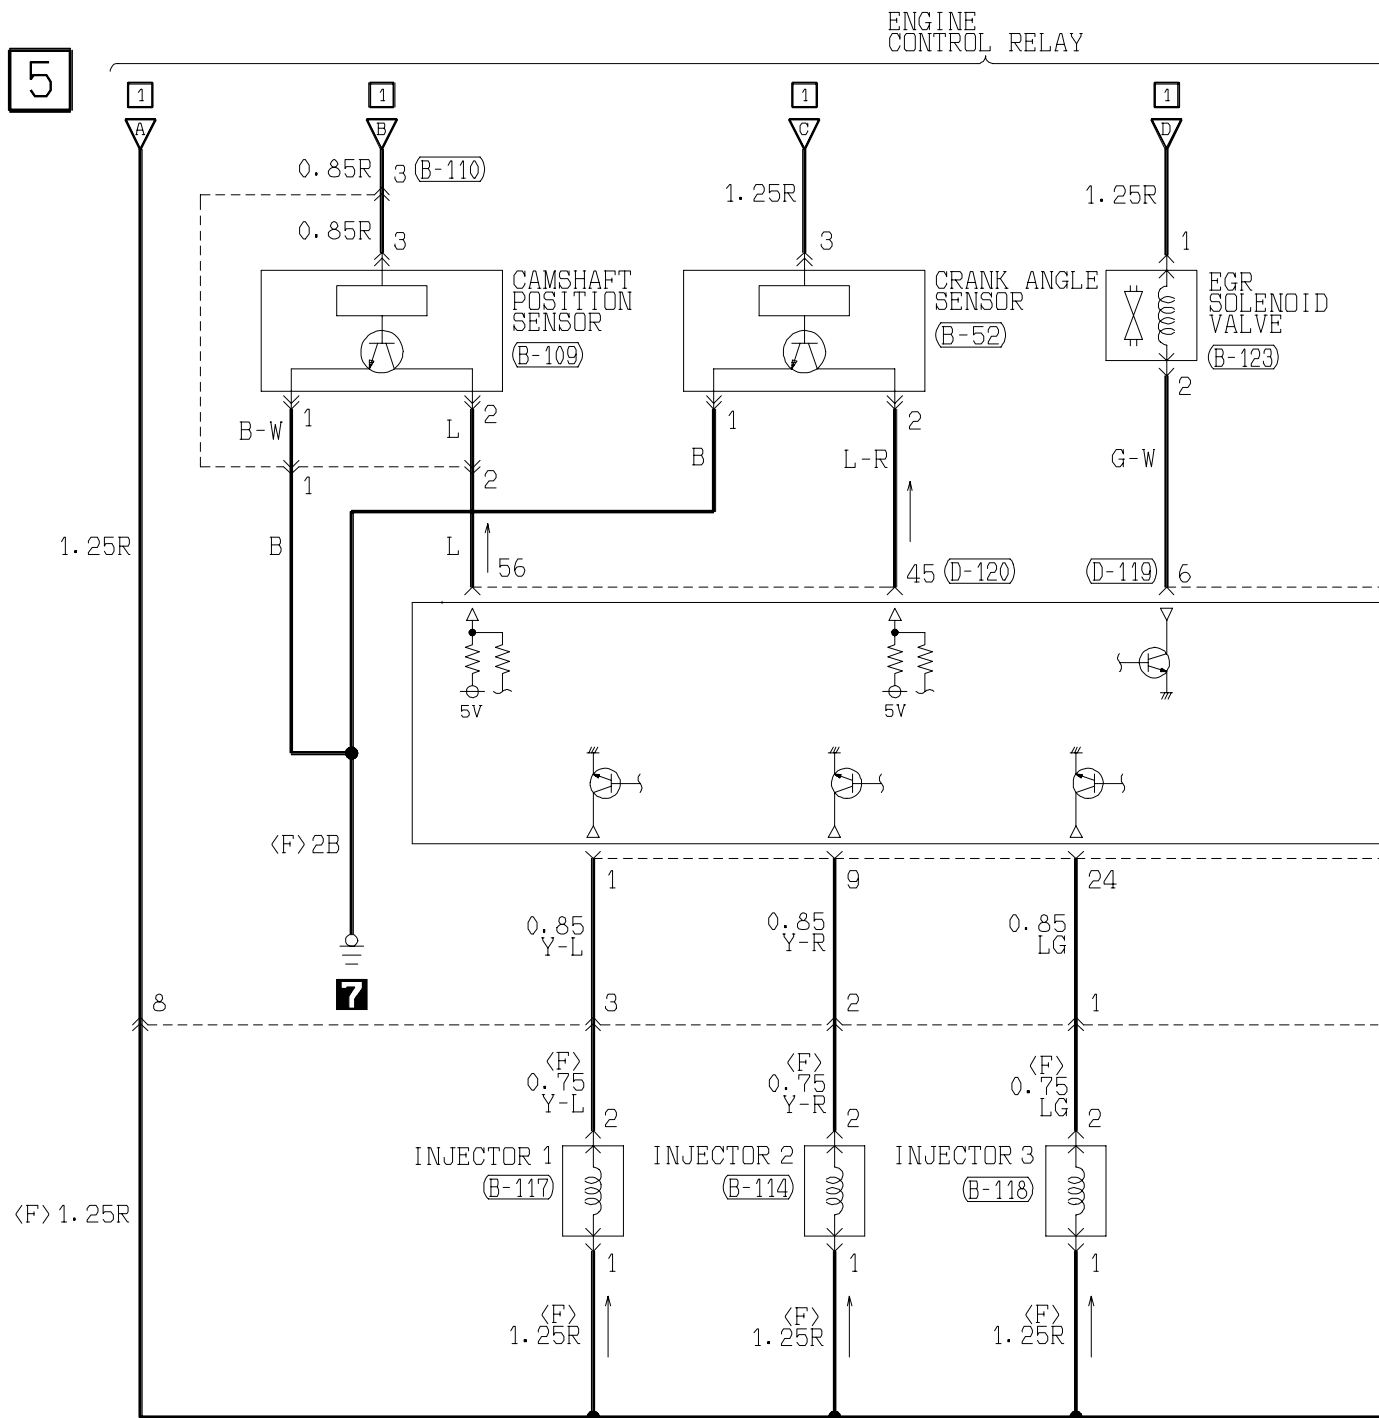 ENGINE
CONTROL RELAY
5
1
1
1
1
A
B
C
D
0.85R
3
(B-110)
1.25R
1.25R
0.85R
3
3
1
CAMSHAFT
POSITION
SENSOR
(B-109)
CRANK ANGLE
SENSOR
(B-52)
EGR
SOLENOID
VALVE
(B-123)
1
2
1
2
2
B-W
L
B
L-R
G-W
1
2
1.25R
B
L
56
45
(D-120)
(D-119)
6
5V
5V
<F>2B
1
9
24
0.85
Y-L
0.85
Y-R
0.85
LG
7
8
3
2
1
<F>
0.75
Y-L
<F>
0.75
Y-R
<F>
0.75
LG
2
2
2
INJECTOR 1
(B-117)
INJECTOR 2
(B-114)
INJECTOR 3
(B-118)
<F>1.25R
1
1
1
<F>
1.25R
<F>
1.25R
<F>
1.25R